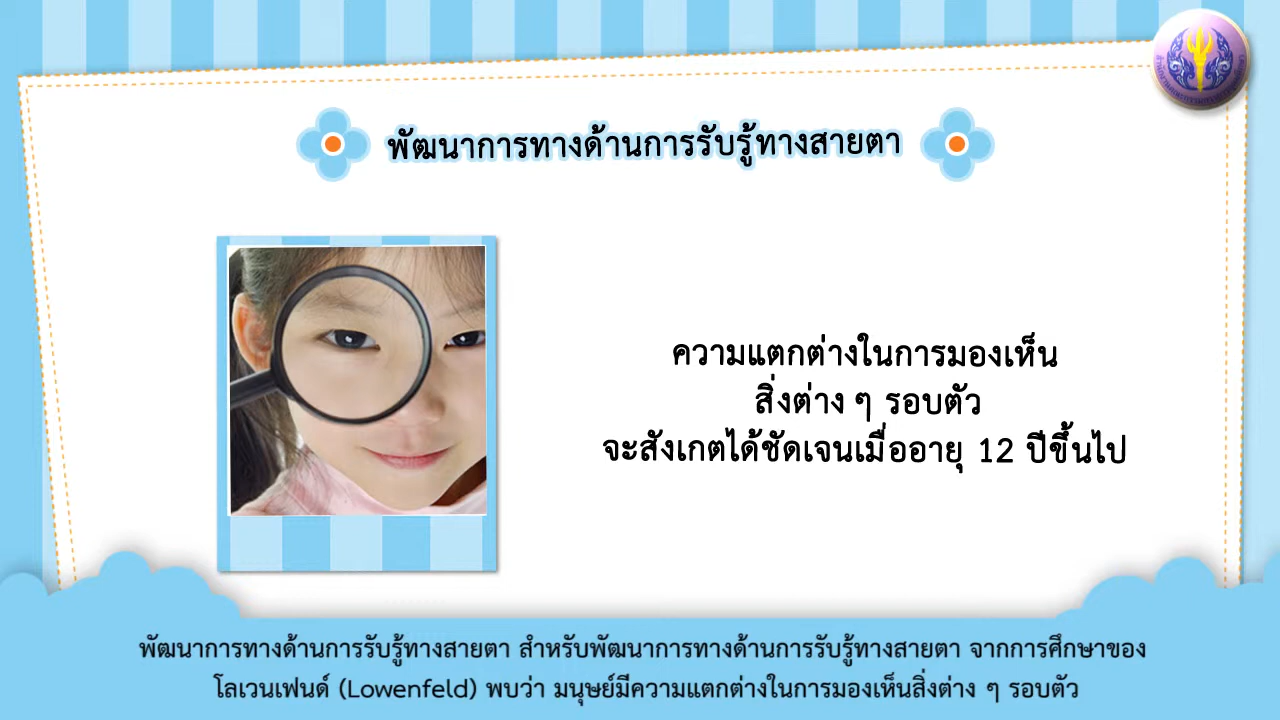 พัฒนาการทางด้านการรับรู้ทางสายตา
ความแตกต่างในการมองเห็น
สิ่งต่าง ๆ รอบตัว
จะสังเกตได้ชัดเจนเมื่ออายุ 12 ปีขึ้นไป
พัฒนาการทางด้านการรับรู้ทางสายตา สำหรับพัฒนาการทางด้านการรับรู้ทางสายตา จากการศึกษาของ
โลเวนเฟนด์ (Lowenfeld) พบว่า มนุษย์มีความแตกต่างในการมองเห็นสิ่งต่าง ๆ รอบตัว